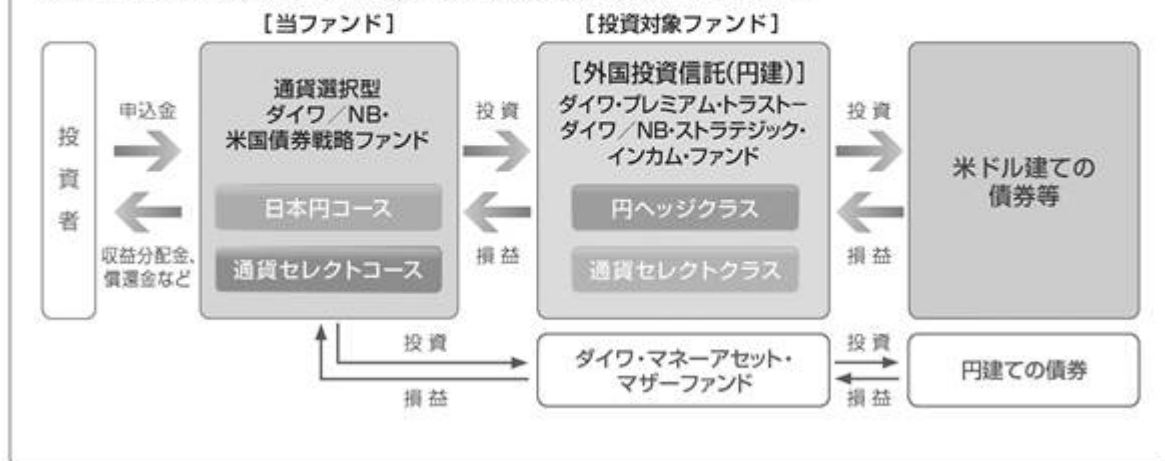 [当ファンド]
[投資対象ファンド]
投資者
申込金
収益分配金、
償還金など
通貨選択型
ダイワ／NB・
米国債券戦略ファンド
日本円コース
通貨セレクトコース
投資
損益
[外国投資信託(円建)]
ダイワ・プレミアム・トラスト－
ダイワ／NB・ストラテジック・
インカム・ファンド
円ヘッジクラス
通貨セレクトクラス
投資
損益
米ドル建ての
債券等
投資
損益
ダイワ・マネーアセット・
マザーファンド
投資
損益
円建ての債券